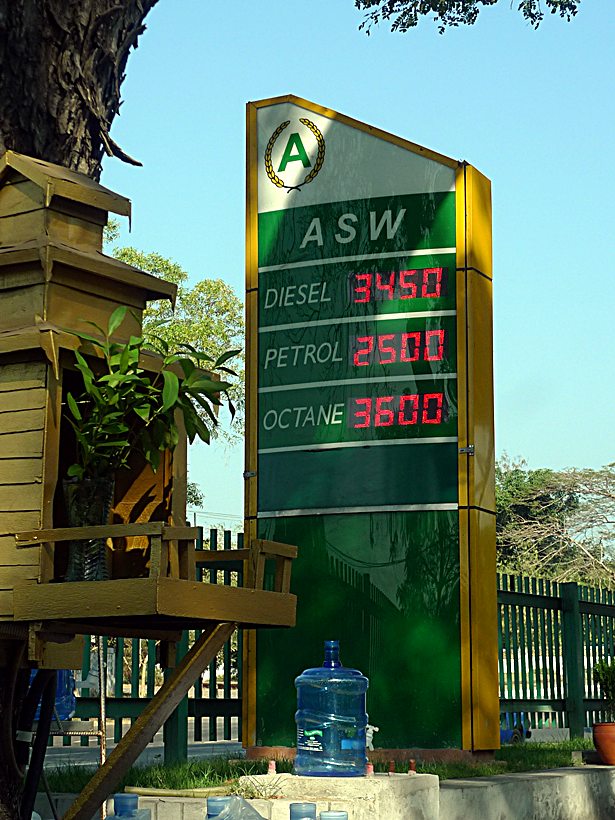 A
ASW
DIESEL 3450
PETROL 2500
OCTANE 3600